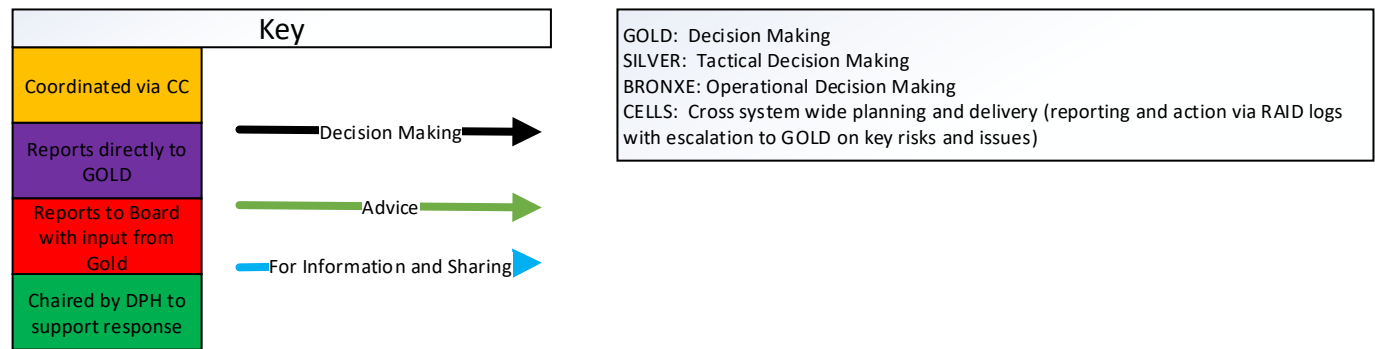 Key
Coordinated via CC
Reports directly to
GOLD
Reports to Board
with input from
Gold
Chaired by DPH to
support response
Decision Making
Advice
For Information and Sharing
GOLD:  Decision Making
SILVER:  Tactical Decision Making
BRONXE: Operational Decision Making
CELLS:  Cross system wide planning and delivery (reporting and action via RAID logs
with escalation to GOLD on key risks and issues)